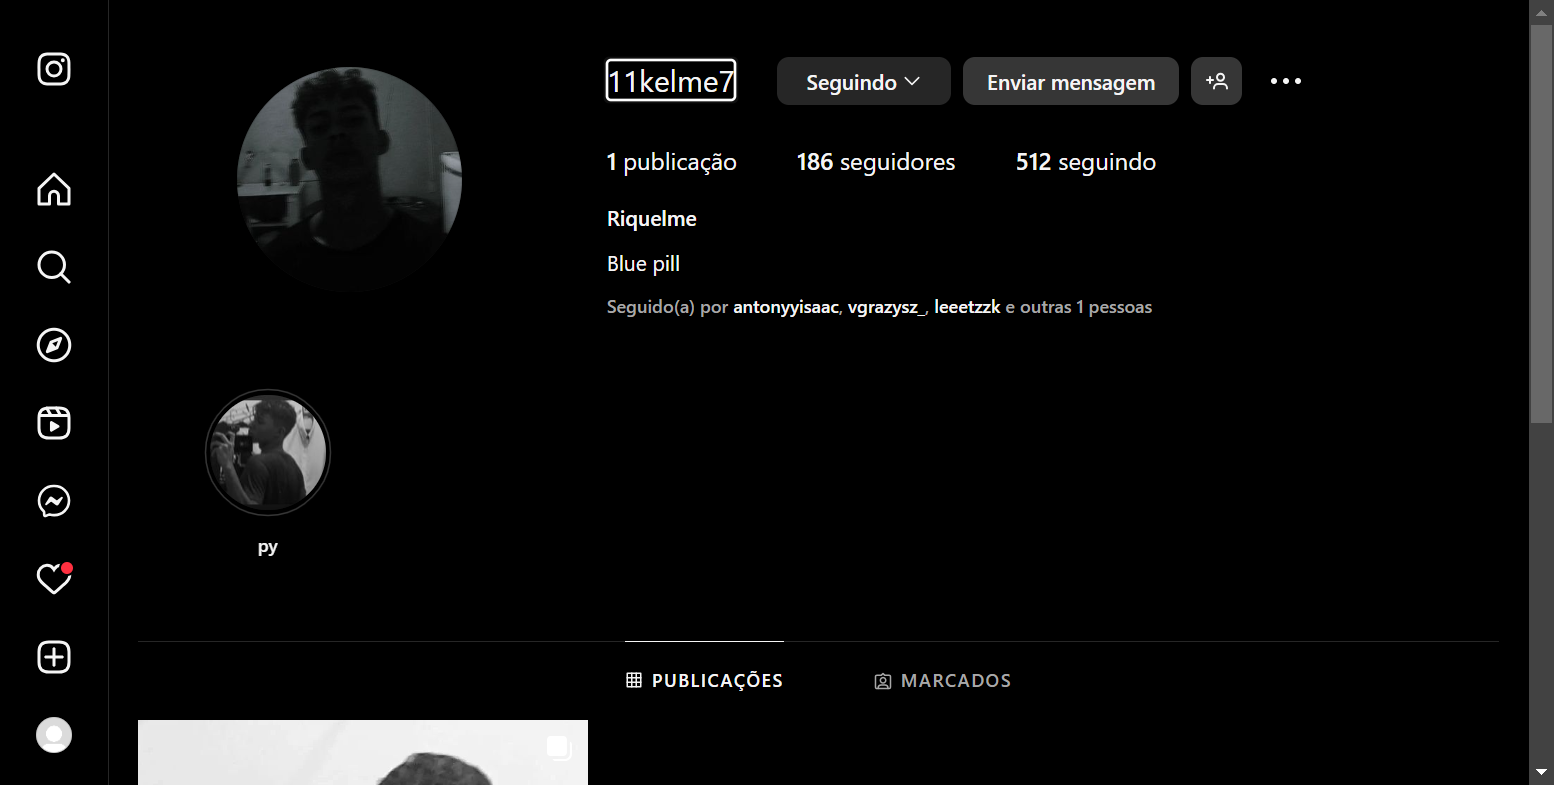 11kelme7 Seguindo Enviar mensagem
1 publicação 186 seguidores 512 seguindo
Riquelme
Blue pill
Seguido(a) por antonyyisaac, vgrazysz_, leeetzzk e outras 1 pessoas
py
PUBLICAÇÕES MARCADOS